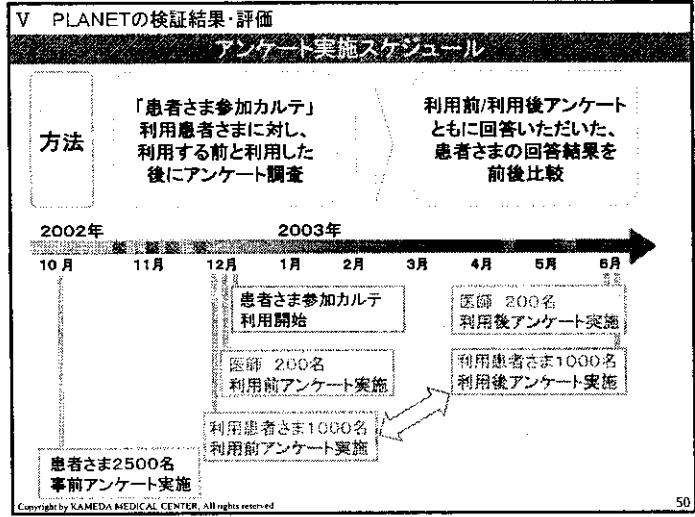 V PLANETの検証結果・評価
アンケート実施スケジュール
方法
「患者さま参加カルテ」
利用患者さまに対し、
利用する前と利用した
後にアンケート調査
利用前/利用後アンケート
ともに回答いただいた、
患者さまの回答結果を
前後比較
2002年
2003年
10月 11月 12月 1月 2月 3月 4月 5月 6月
患者さま参加カルテ
利用開始
医師 200名
利用後アンケート実施
医師 200名
利用前アンケート実施
利用患者さま1000名
利用後アンケート実施
利用患者さま1000名
利用前アンケート実施
患者さま2500名
事前アンケート実施
Copyright by KAMEDA MEDICAL CENTER, All rights reserved
50